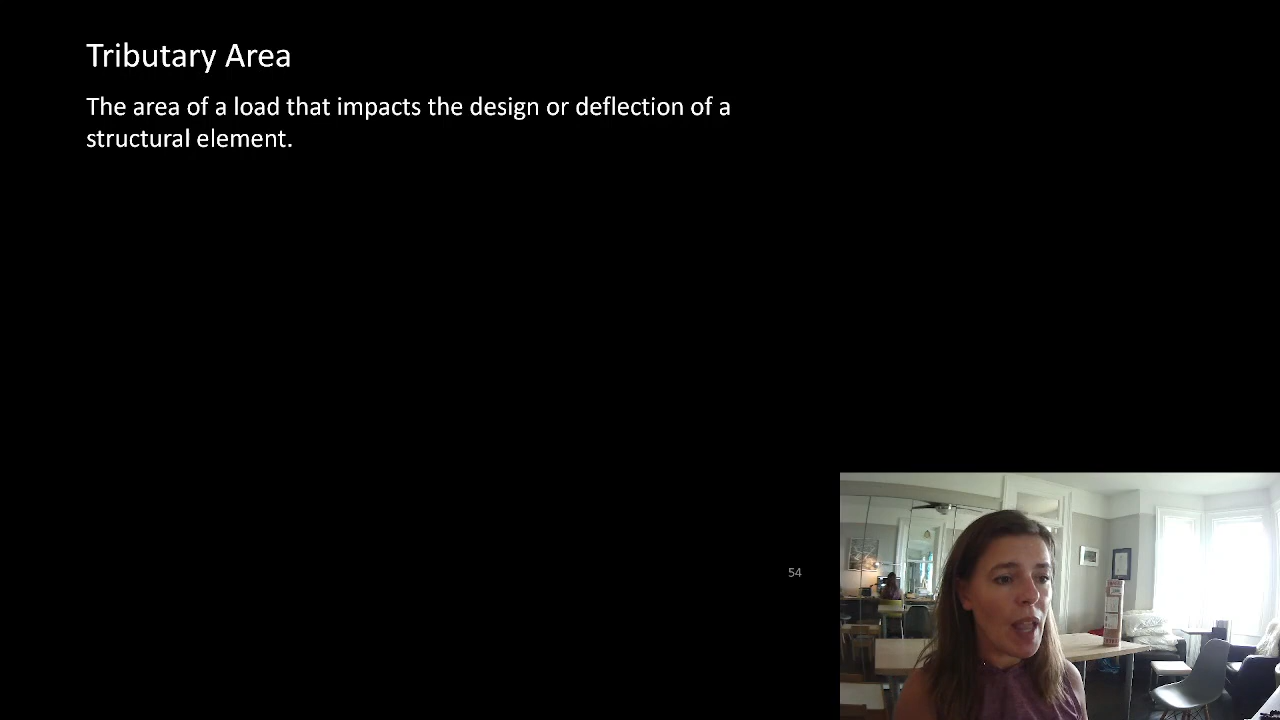 Tributary Area
The area of a load that impacts the design or deflection of a
structural element.
54